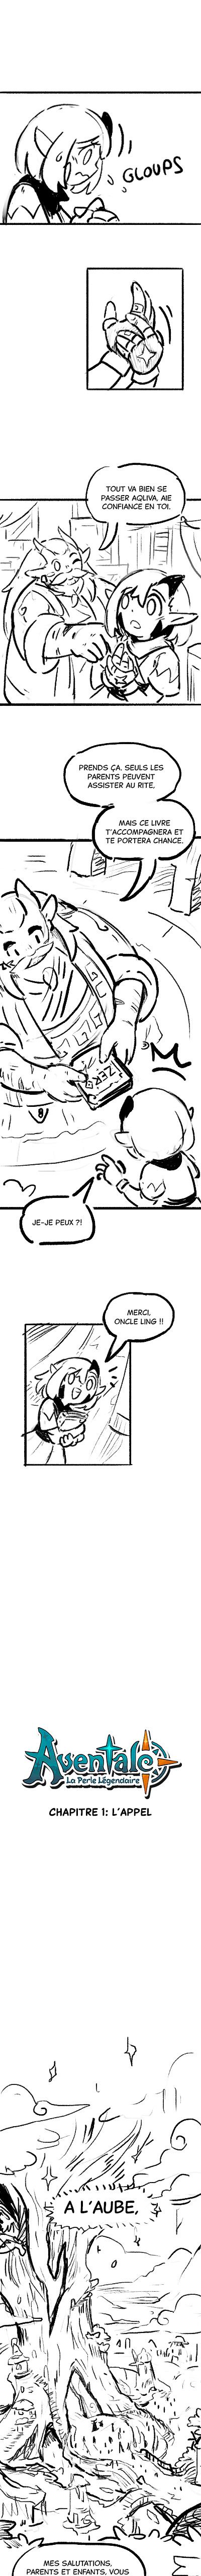 GLOUPS
TOUT VA BIEN SE
PASSER AQLIVA, AIE
CONFIANCE EN TOI.
PRENDS ÇA. SEULS LES
PARENTS PEUVENT
ASSISTER AU RITE,
MAIS CE LIVRE
T'ACCOMPAGNERA ET
TE PORTERA CHANCE.
JE-JE PEUX ?!
MERCI,
ONCLE LING !!
Aventale
La Perle Légendaire
CHAPITRE 1: L'APPEL
A L'AUBE,
MES SALUTATIONS,
PARENTS ET ENFANTS, VOUS